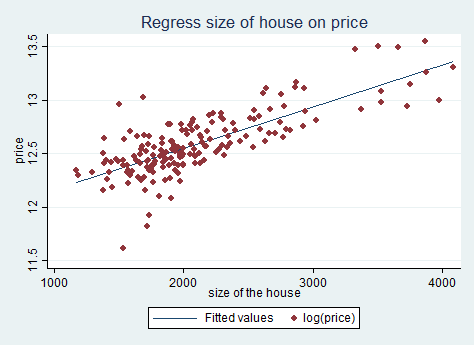 Regress size of house on price
price
13.5
13
12.5
12
11.5
1000
2000
3000
4000
size of the house
Fitted values
log(price)